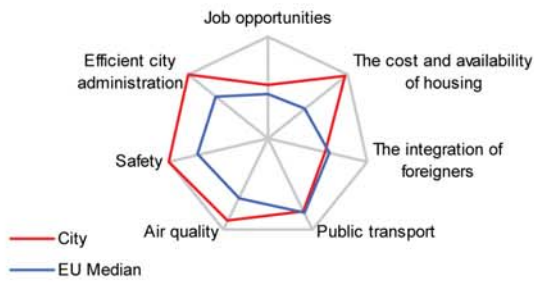 Job opportunities
Efficient city
administration
The cost and availability
of housing
Safety
The integration of
foreigners
Air quality
Public transport
City
EU Median